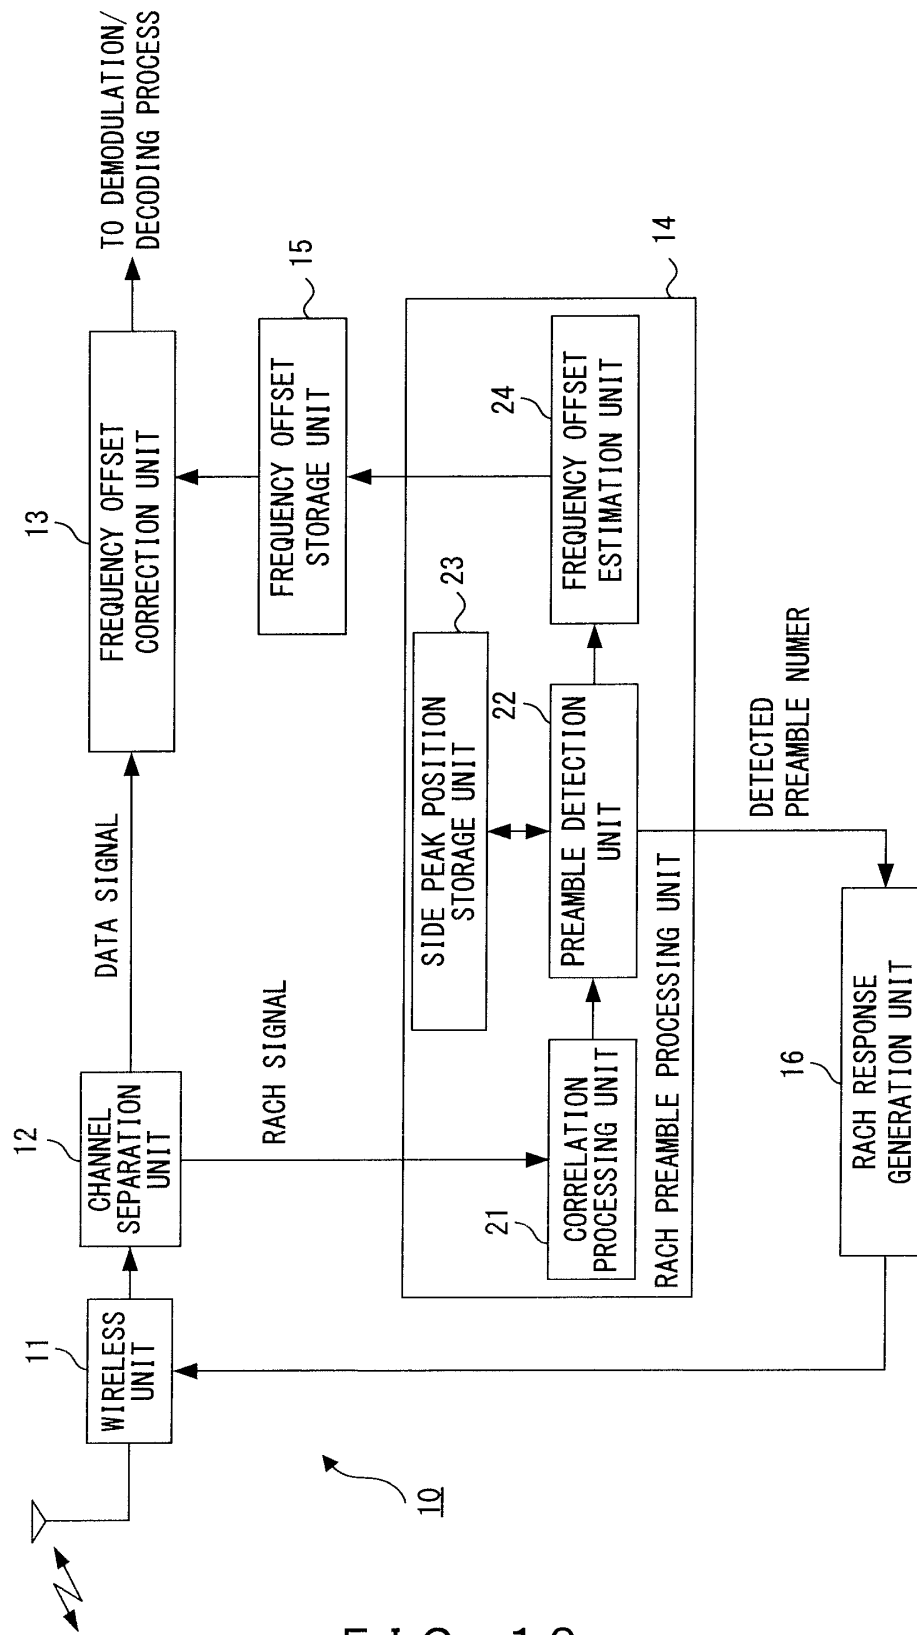 TO DEMODULATION/
DECODING PROCESS
13
FREQUENCY OFFSET
CORRECTION UNIT
DATA SIGNAL
12
CHANNEL
SEPARATION
UNIT
11
WIRELESS
UNIT
15
FREQUENCY OFFSET
STORAGE UNIT
RACH SIGNAL
14
23
SIDE PEAK POSITION
STORAGE UNIT
24
FREQUENCY OFFSET
ESTIMATION UNIT
22
PREAMBLE DETECTION
UNIT
21
CORRELATION
PROCESSING UNIT
RACH PREAMBLE PROCESSING UNIT
DETECTED
PREAMBLE NUMER
16
RACH RESPONSE
GENERATION UNIT
10
FIG.